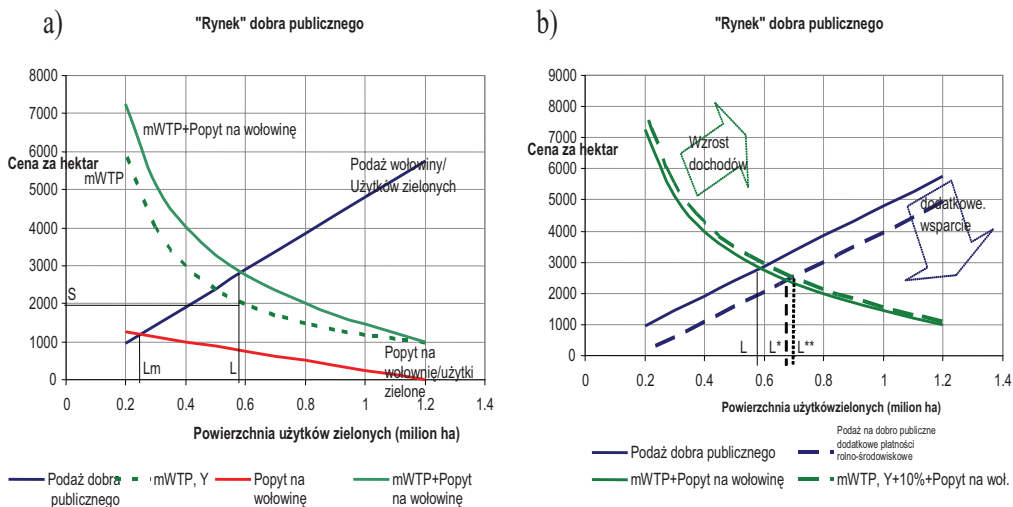 a)
"Rynek" dobra publicznego
8000
7000
6000
5000
4000
3000
2000
1000
0
Cena za hektar
mWTP+Popyt na wołowinę
mWTP
Podaż wołowiny/
Użytków zielonych
S
Lm
L
Popyt na
wołownię/użytki
zielone
0
0.2
0.4
0.6
0.8
1
1.2
1.4
Powierzchnia użytków zielonych (milion ha)
Podaż dobra
publicznego
mWTP, Y
Popyt na
wołowinę
mWTP+Popyt
na wołowinę
b)
"Rynek" dobra publicznego
9000
8000
7000
6000
5000
4000
3000
2000
1000
0
Cena za hektar
Wzrost
dochodów
dodatkowe.
wsparcie
L
L*
L**
0
0.2
0.4
0.6
0.8
1
1.2
1.4
Powierzchnia użytkówzielonych (milion ha)
Podaż dobra publicznego
Podaż na dobro publiczne
dodatkowe płatności
rolno-środowiskowe
mWTP+Popyt na wołowinę
mWTP, Y+10%+Popyt na woł.